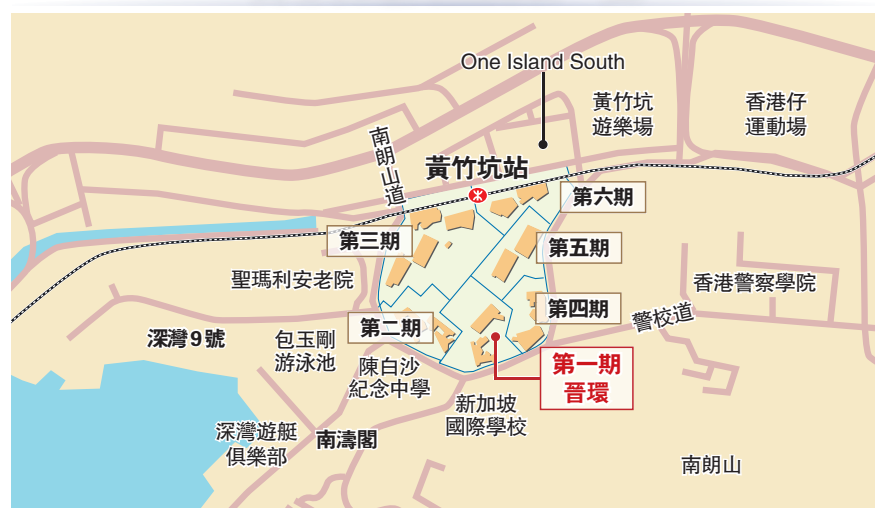 One Island South
黃竹坑
遊樂場
香港仔
運動場
南朗山道
黃竹坑站
第六期
第三期
第五期
聖瑪利安老院
香港警察學院
第四期
警校道
第二期
深灣9號
包玉剛
游泳池
第一期
晉環
陳白沙
紀念中學
新加坡
國際學校
深灣遊艇
俱樂部
南濤閣
南朗山